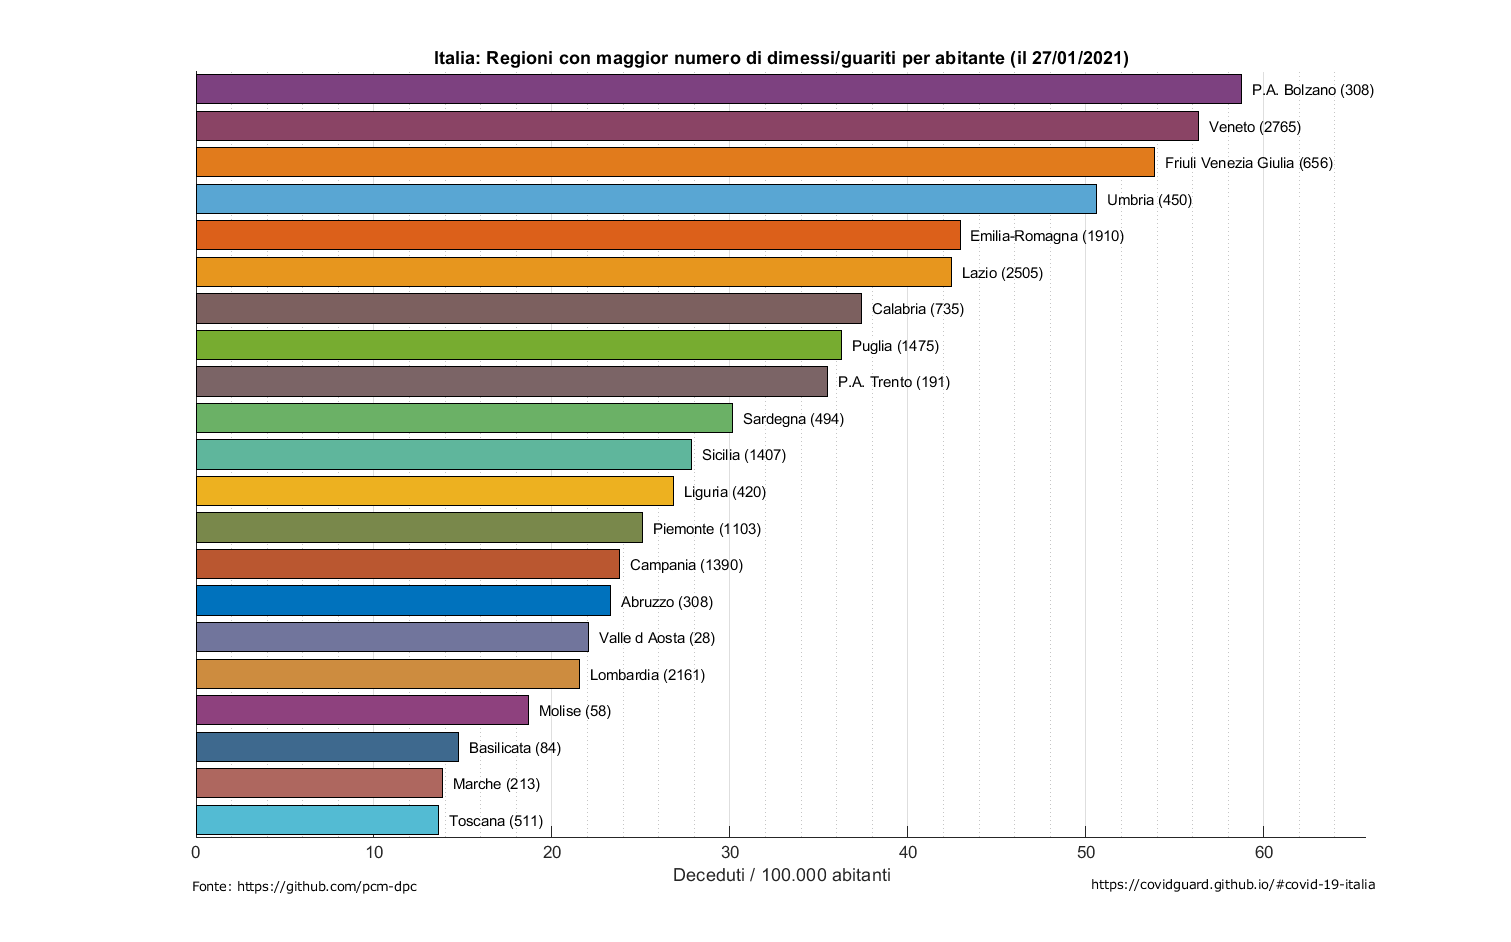 Italia: Regioni con maggior numero di dimessi/guariti per abitante (il 27/01/2021)
P.A. Bolzano (308)
Veneto (2765)
Friuli Venezia Giulia (656)
Umbria (450)
Emilia-Romagna (1910)
Lazio (2505)
Calabria (735)
Puglia (1475)
P.A. Trento (191)
Sardegna (494)
Sicilia (1407)
Liguria (420)
Piemonte (1103)
Campania (1390)
Abruzzo (308)
Valle d Aosta (28)
Lombardia (2161)
Molise (58)
Basilicata (84)
Marche (213)
Toscana (511)
0 10 20 30 40 50 60
Deceduti / 100.000 abitanti
Fonte: https://github.com/pcm-dpc
https://covidguard.github.io/#covid-19-italia